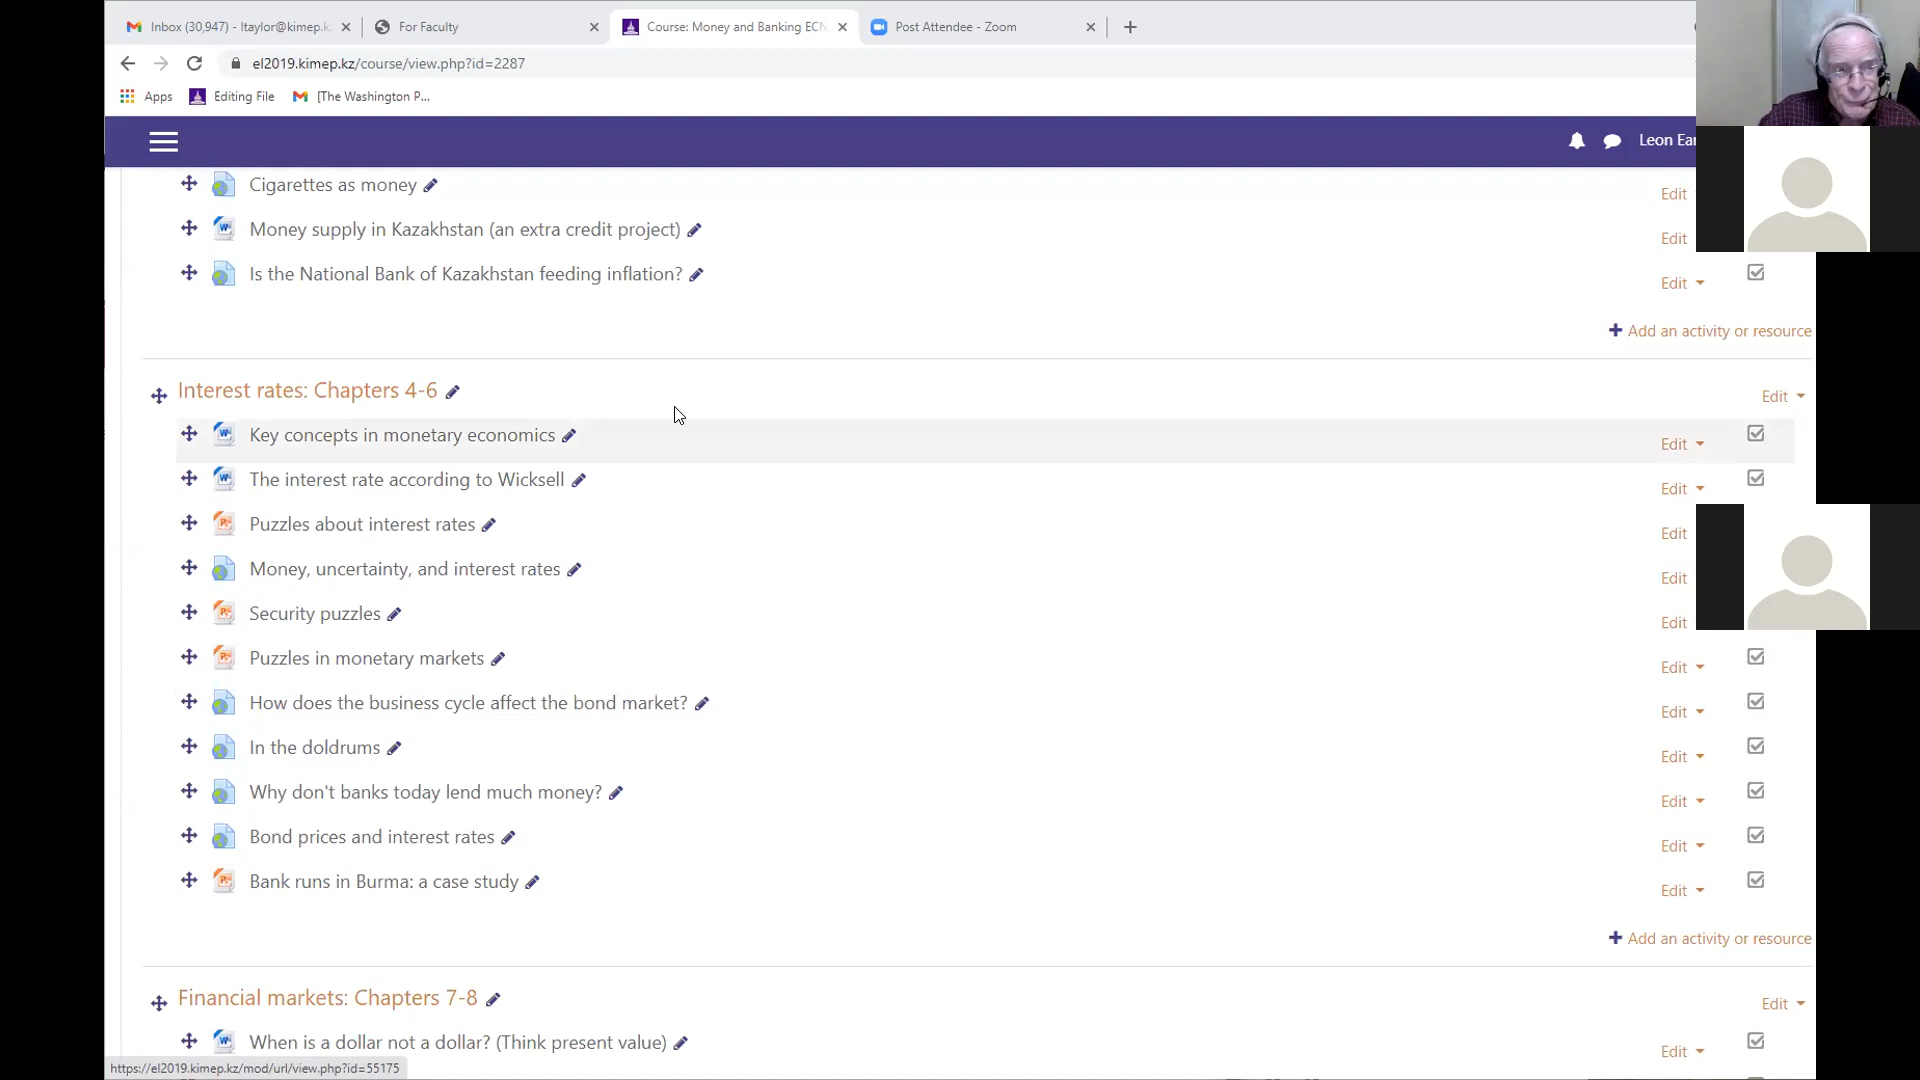 Inbox (30,947) - ltaylor@kimep.k
For Faculty
Course: Money and Banking ECN
Post Attendee - Zoom
el2019.kimep.kz/course/view.php?id=2287
Apps
Editing File
[The Washington P...
Leon Ear
Cigarettes as money
Edit
Money supply in Kazakhstan (an extra credit project)
Edit
Is the National Bank of Kazakhstan feeding inflation?
Edit
Add an activity or resource
Interest rates: Chapters 4-6
Edit
Key concepts in monetary economics
Edit
The interest rate according to Wicksell
Edit
Puzzles about interest rates
Edit
Money, uncertainty, and interest rates
Edit
Security puzzles
Edit
Puzzles in monetary markets
Edit
How does the business cycle affect the bond market?
Edit
In the doldrums
Edit
Why don't banks today lend much money?
Edit
Bond prices and interest rates
Edit
Bank runs in Burma: a case study
Edit
Add an activity or resource
Financial markets: Chapters 7-8
Edit
When is a dollar not a dollar? (Think present value)
Edit
https://el2019.kimep.kz/mod/url/view.php?id=55175